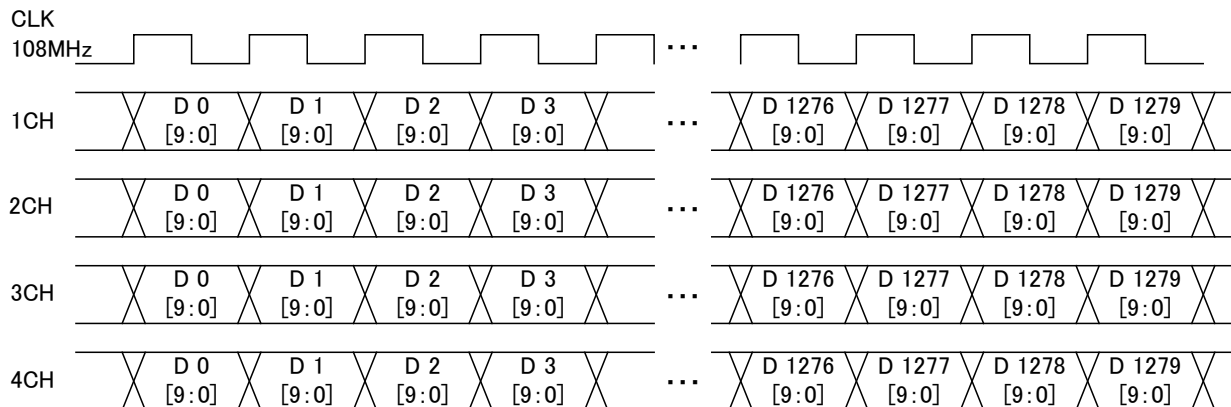 CLK
108MHz ... 
1CH D 0 D 1 D 2 D 3 ... D 1276 D 1277 D 1278 D 1279
[9:0] [9:0] [9:0] [9:0] [9:0] [9:0] [9:0] [9:0]
2CH D 0 D 1 D 2 D 3 ... D 1276 D 1277 D 1278 D 1279
[9:0] [9:0] [9:0] [9:0] [9:0] [9:0] [9:0] [9:0]
3CH D 0 D 1 D 2 D 3 ... D 1276 D 1277 D 1278 D 1279
[9:0] [9:0] [9:0] [9:0] [9:0] [9:0] [9:0] [9:0]
4CH D 0 D 1 D 2 D 3 ... D 1276 D 1277 D 1278 D 1279
[9:0] [9:0] [9:0] [9:0] [9:0] [9:0] [9:0] [9:0]